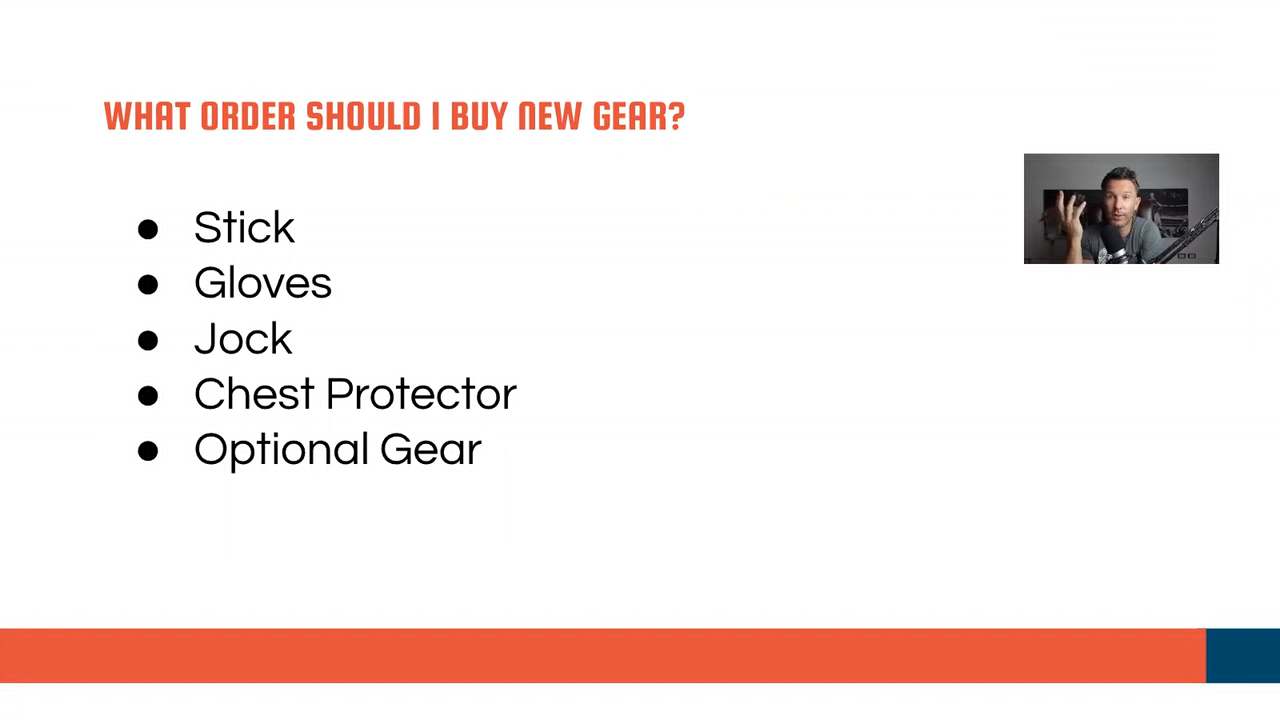 WHAT ORDER SHOULD I BUY NEW GEAR?
Stick
Gloves
Jock
Chest Protector
Optional Gear